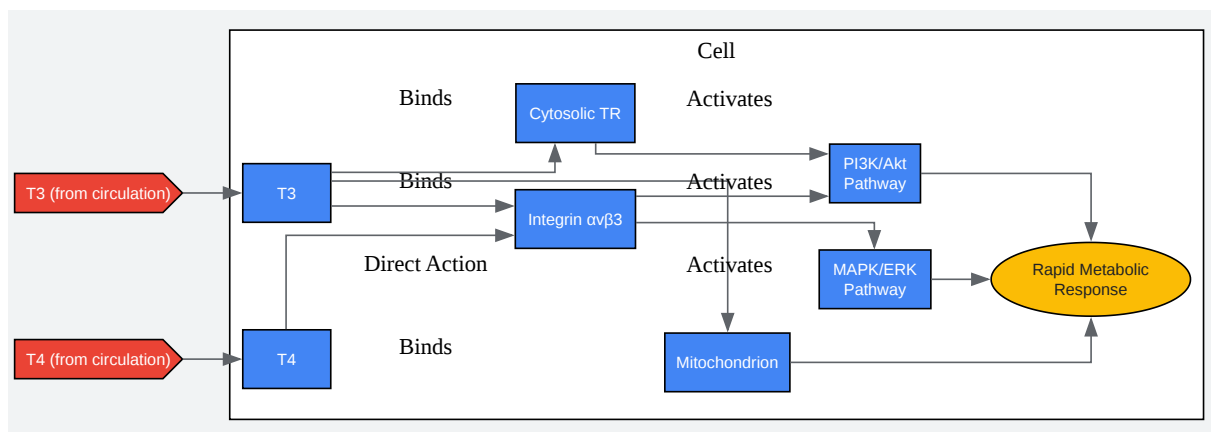 Cell
Binds
Activates
Cytosolic TR
PI3K/Akt
Pathway
T3 (from circulation)
T3
Binds
Activates
Integrin αvβ3
Direct Action
Activates
MAPK/ERK
Pathway
Rapid Metabolic
Response
T4 (from circulation)
T4
Binds
Mitochondrion